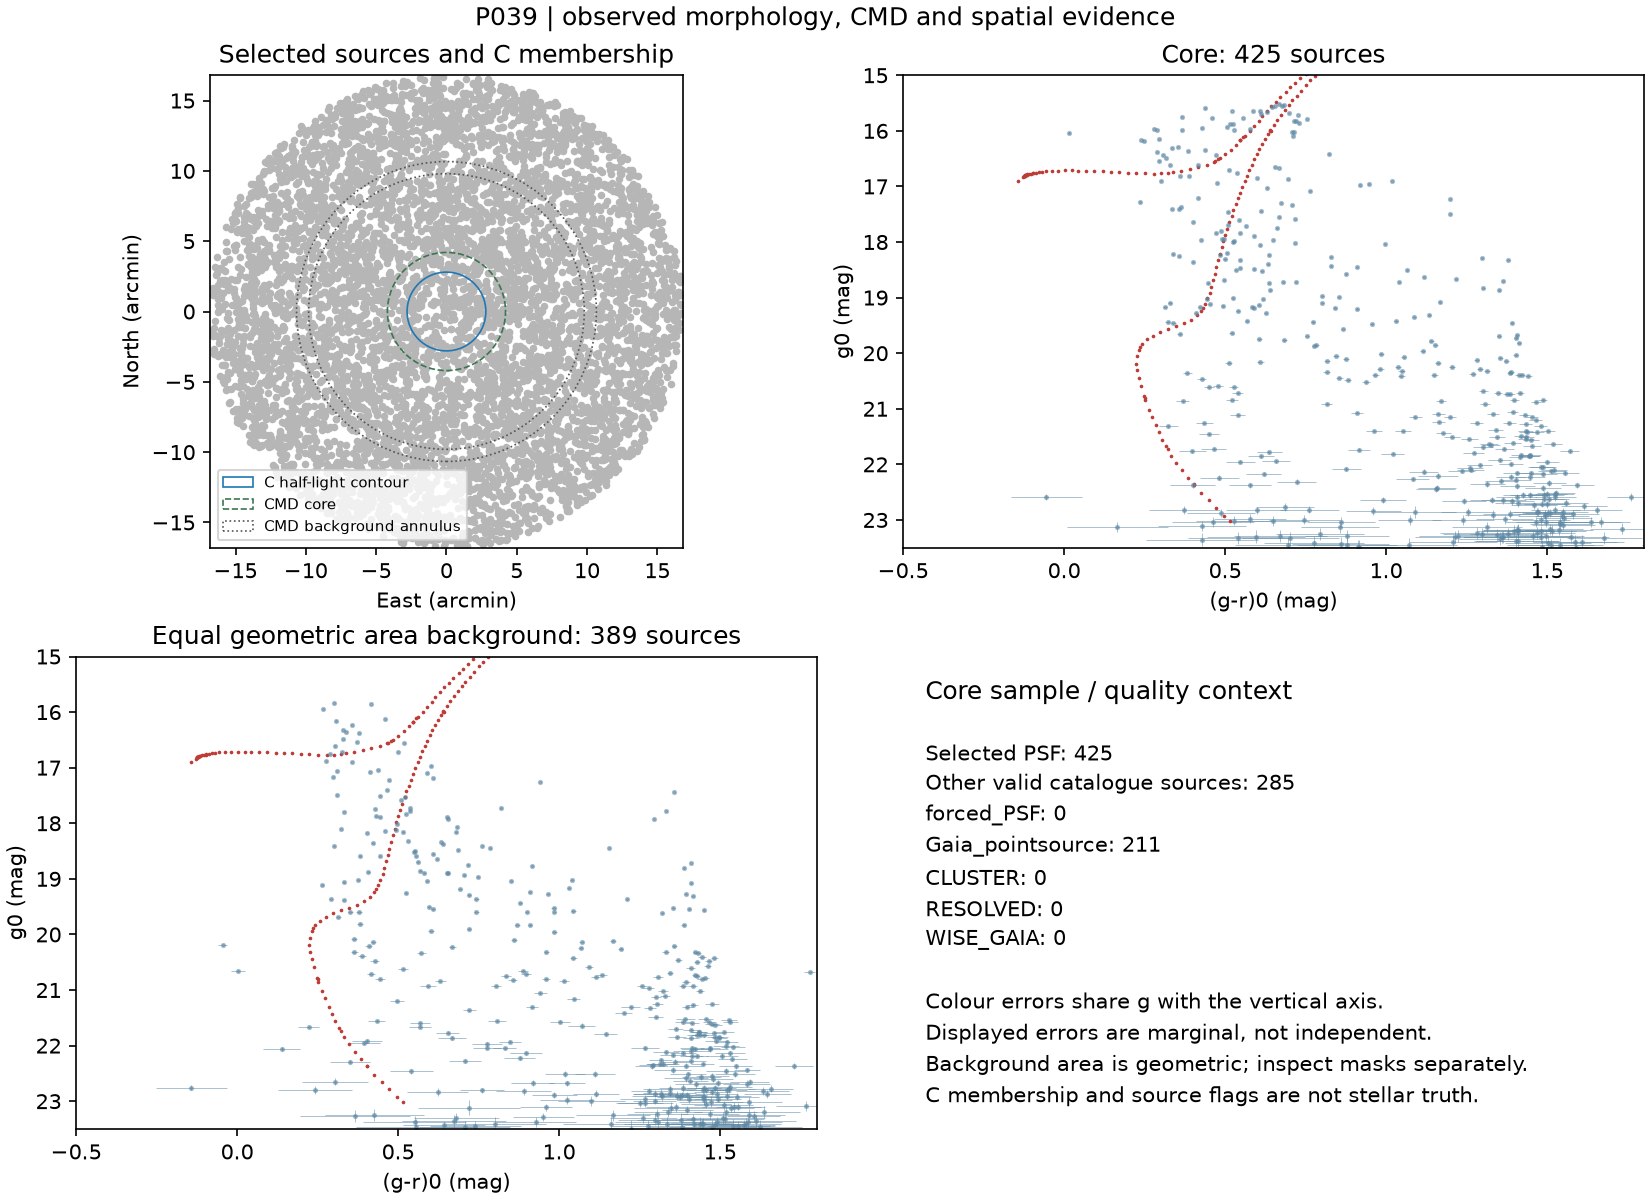 P039 | observed morphology, CMD and spatial evidence
Selected sources and C membership
15
10
5
0
−5
−10
−15
North (arcmin)
C half-light contour
CMD core
CMD background annulus
−15
−10
−5
0
5
10
15
East (arcmin)
Core: 425 sources
15
16
17
18
19
20
21
22
23
g0 (mag)
−0.5
0.0
0.5
1.0
1.5
(g-r)0 (mag)
Equal geometric area background: 389 sources
15
16
17
18
19
20
21
22
23
g0 (mag)
−0.5
0.0
0.5
1.0
1.5
(g-r)0 (mag)
Core sample / quality context
Selected PSF: 425
Other valid catalogue sources: 285
forced_PSF: 0
Gaia_pointsource: 211
CLUSTER: 0
RESOLVED: 0
WISE_GAIA: 0
Colour errors share g with the vertical axis.
Displayed errors are marginal, not independent.
Background area is geometric; inspect masks separately.
C membership and source flags are not stellar truth.